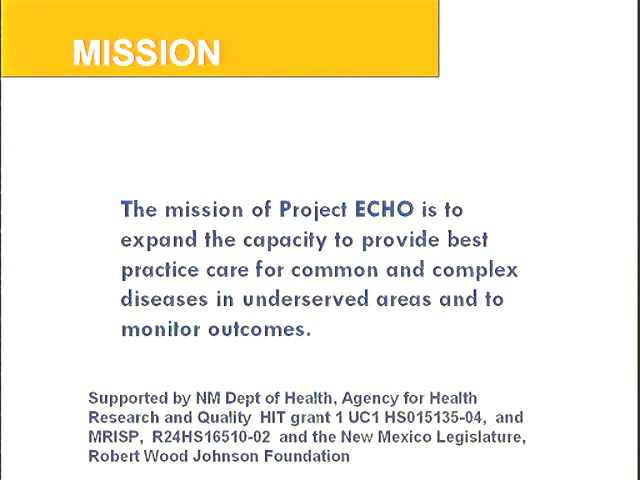 MISSION
The mission of Project ECHO is to
expand the capacity to provide best
practice care for common and complex
diseases in underserved areas and to
monitor outcomes.
Supported by NM Dept of Health, Agency for Health
Research and Quality HIT grant 1 UC1 HS015135-04, and
MRISP, R24HS16510-02 and the New Mexico Legislature,
Robert Wood Johnson Foundation